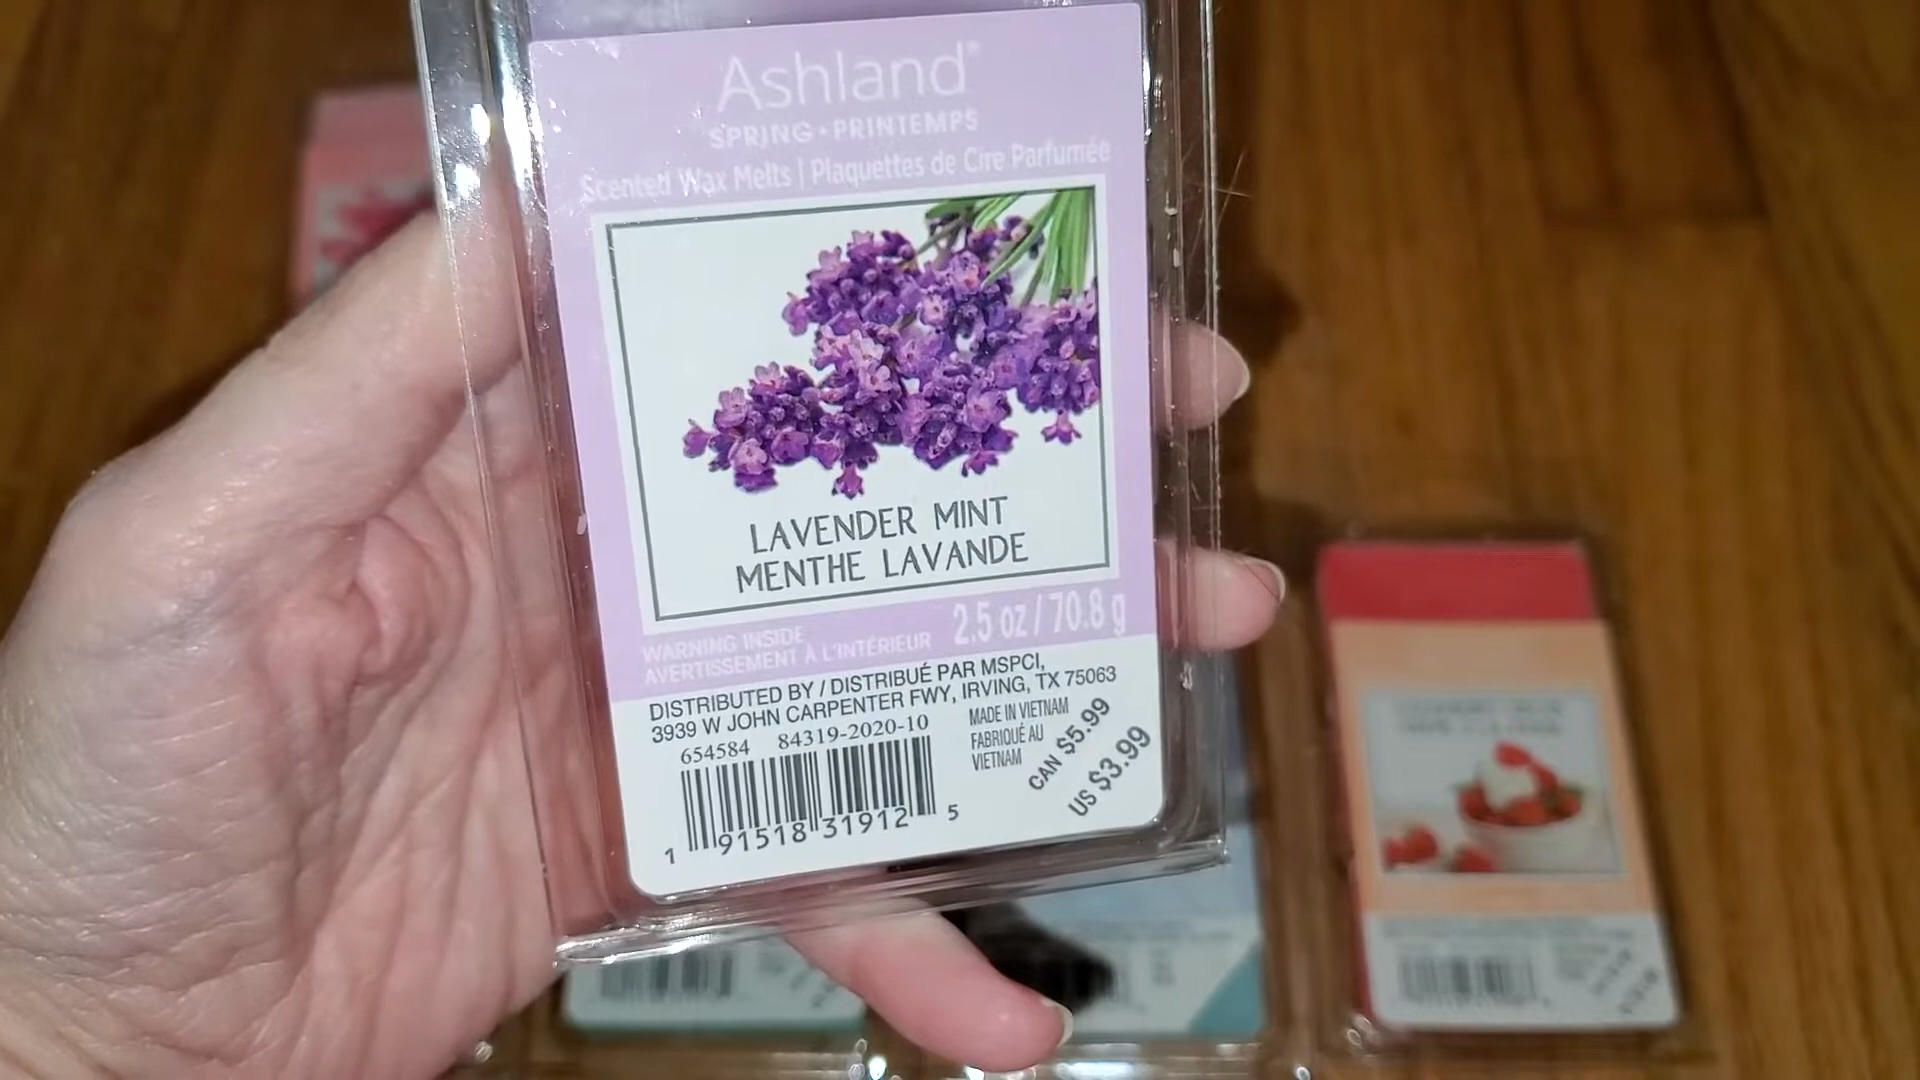 Ashland®
SPRING • PRINTEMPS
Scented Wax Melts | Plaquettes de Cire Parfumée
LAVENDER MINT
MENTHE LAVANDE
WARNING INSIDE
AVERTISSEMENT À L'INTÉRIEUR
2.5 oz / 70.8 g
DISTRIBUTED BY / DISTRIBUÉ PAR MSPCI,
3939 W JOHN CARPENTER FWY, IRVING, TX 75063
654584 84319-2020-10
MADE IN VIETNAM
FABRIQUÉ AU
VIETNAM
CAN $5.99
US $3.99
1 91518 31912 5